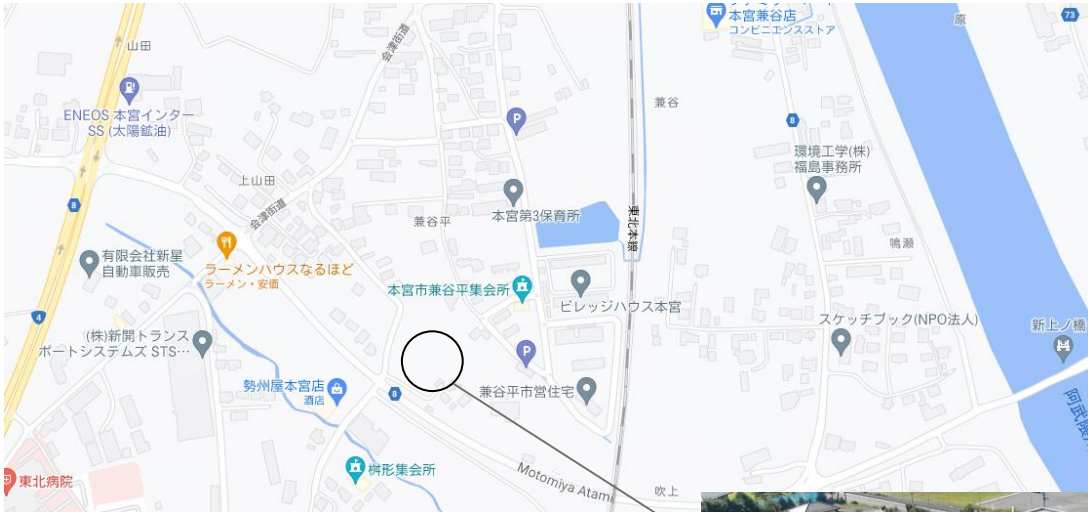 本宮兼谷店
コンビニエンスストア
73
原
山田
会津街道
兼谷
ENEOS 本宮インター
SS (太陽鉱油)
P
8
環境工学(株)
福島事務所
上山田
本宮第3保育所
8
会津街道
兼谷平
東北本線
鳴瀬
有限会社新星
自動車販売
ラーメンハウスなるほど
ラーメン・安価
本宮市兼谷平集会所
ビレッジハウス本宮
4
スケッチブック(NPO法人)
新上ノ橋
(株)新開トランス
ポートシステムズ STS…
P
勢州屋本宮店
酒店
8
兼谷平市営住宅
桝形集会所
東北病院
Motomiya Atami
吹上